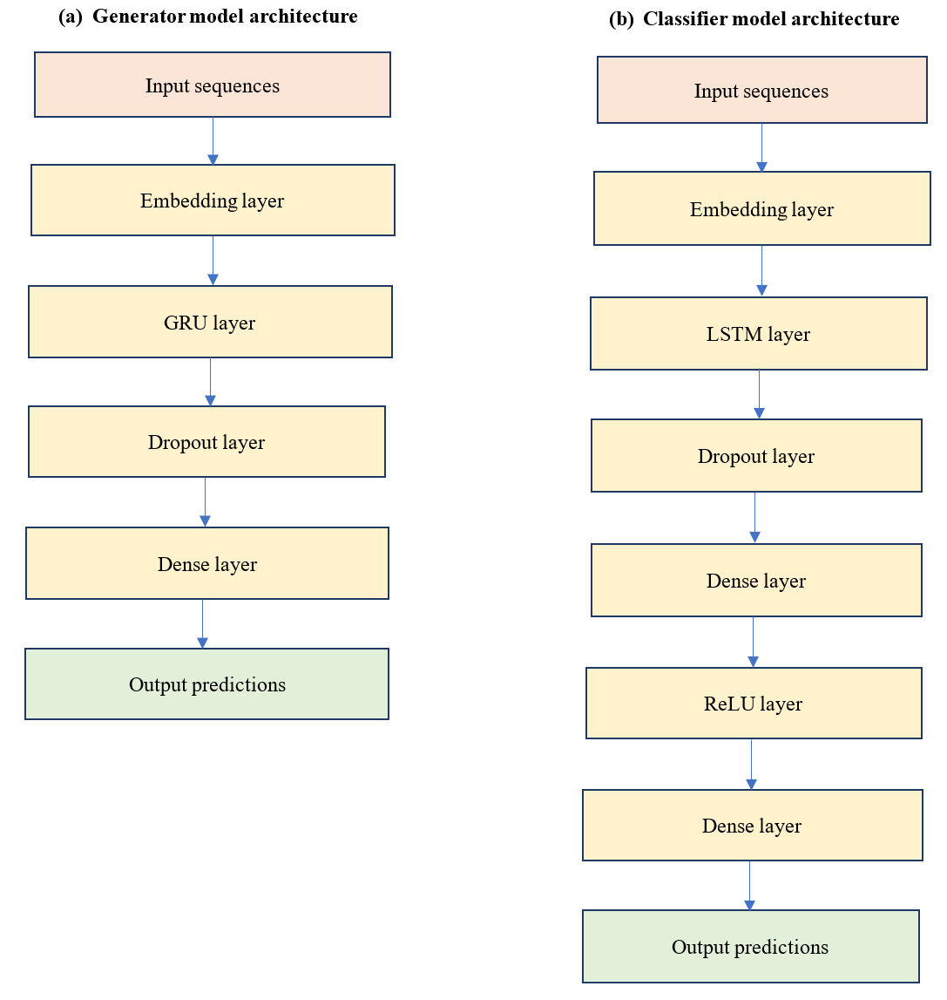 (a) Generator model architecture
Input sequences
Embedding layer
GRU layer
Dropout layer
Dense layer
Output predictions
(b) Classifier model architecture
Input sequences
Embedding layer
LSTM layer
Dropout layer
Dense layer
ReLU layer
Dense layer
Output predictions